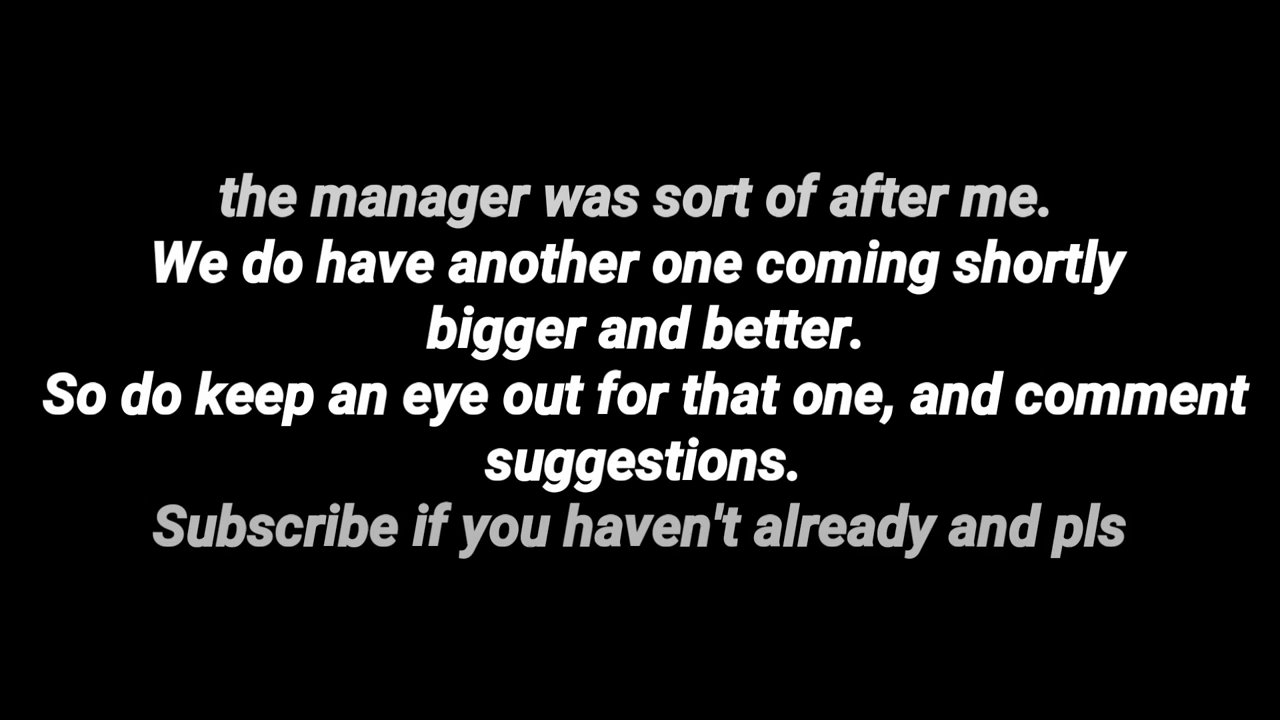 the manager was sort of after me.
We do have another one coming shortly
bigger and better.
So do keep an eye out for that one, and comment
suggestions.
Subscribe if you haven't already and pls